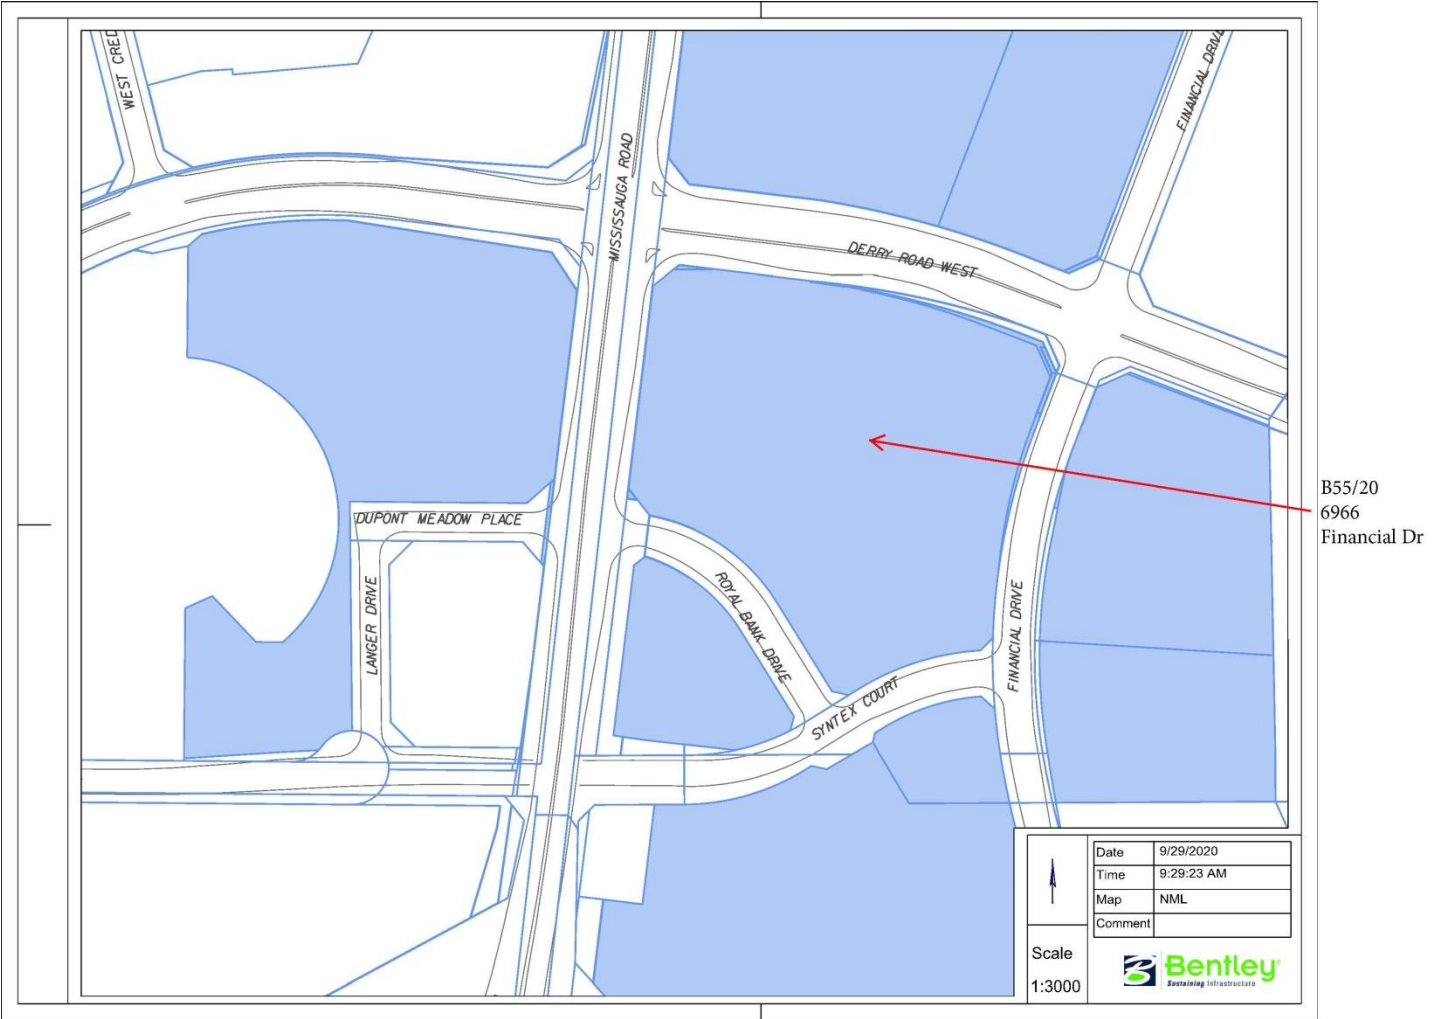 WEST CRED
FINANCIAL DRIVE
MISSISSAUGA ROAD
DERRY ROAD WEST
B55/20
6966
Financial Dr
DUPONT MEADOW PLACE
LANGER DRIVE
ROYAL BANK DRIVE
FINANCIAL DRIVE
SYNTEX COURT
Date 9/29/2020
Time 9:29:23 AM
Map NML
Comment
Scale
1:3000
Bentley
Sustaining Infrastructure